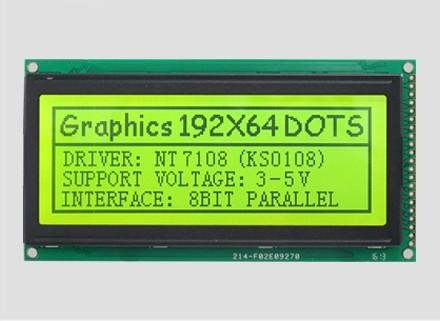 Graphics 192X64 DOTS
DRIVER: NT7108 (KS0108)
SUPPORT VOLTAGE: 3-5V
INTERFACE: 8BIT PARALLEL
214-F02E09270